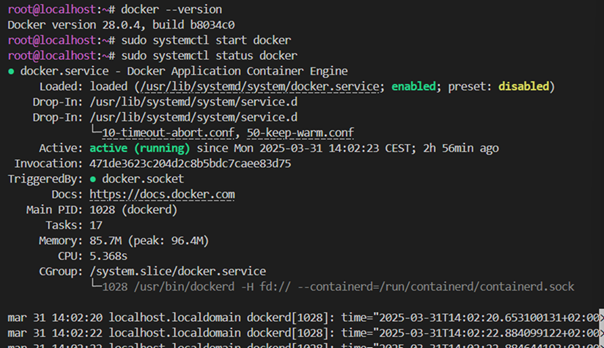 root@localhost:~# docker --version
Docker version 28.0.4, build b8034c0
root@localhost:~# sudo systemctl start docker
root@localhost:~# sudo systemctl status docker
● docker.service - Docker Application Container Engine
Loaded: loaded (/usr/lib/systemd/system/docker.service; enabled; preset: disabled)
Drop-In: /usr/lib/systemd/system/service.d
Drop-In: /usr/lib/systemd/system/service.d
└─10-timeout-abort.conf, 50-keep-warm.conf
Active: active (running) since Mon 2025-03-31 14:02:23 CEST; 2h 56min ago
Invocation: 471de3623c204d2c8b5bdc7caee83d75
TriggeredBy: ● docker.socket
Docs: https://docs.docker.com
Main PID: 1028 (dockerd)
Tasks: 17
Memory: 85.7M (peak: 96.4M)
CPU: 5.368s
CGroup: /system.slice/docker.service
└─1028 /usr/bin/dockerd -H fd:// --containerd=/run/containerd/containerd.sock
mar 31 14:02:20 localhost.localdomain dockerd[1028]: time="2025-03-31T14:02:20.653100131+02:00>
mar 31 14:02:22 localhost.localdomain dockerd[1028]: time="2025-03-31T14:02:22.884099122+02:00>